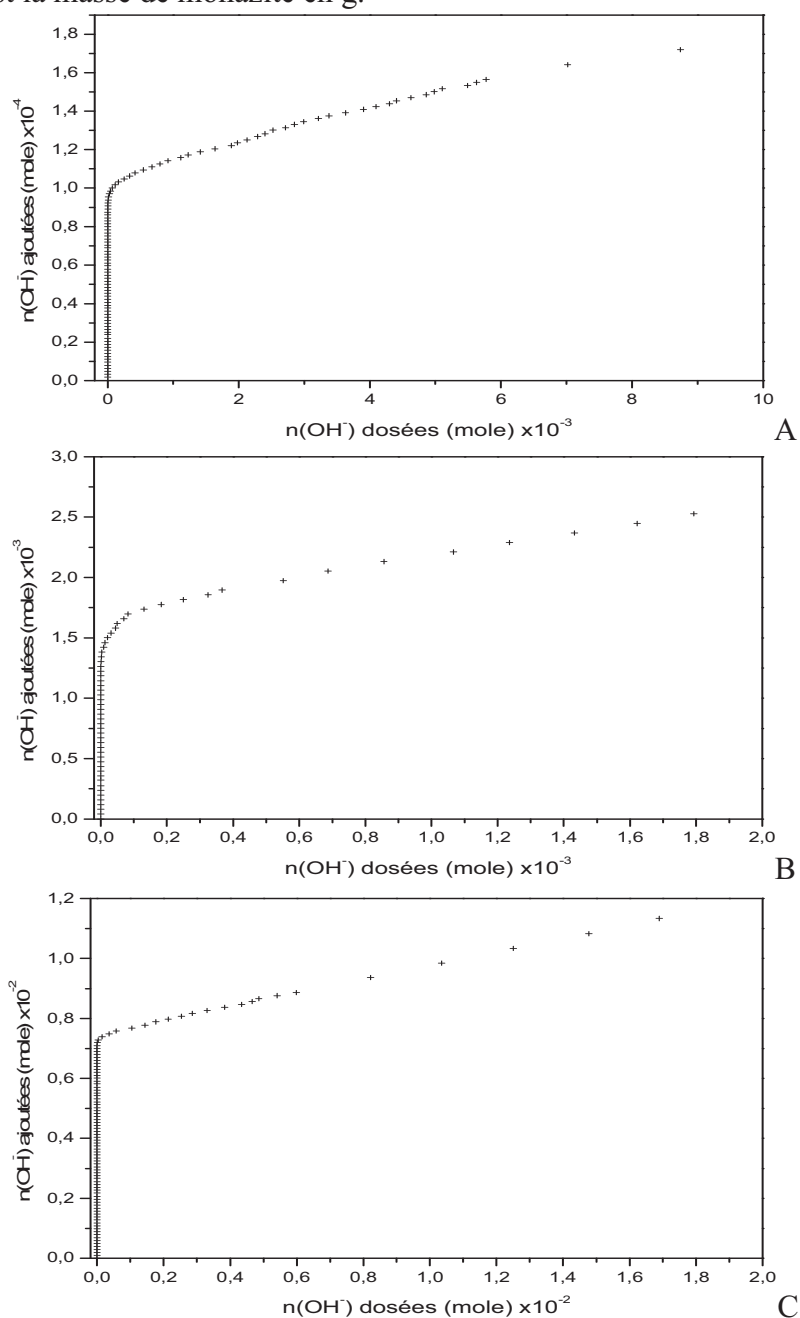 st la masse de monazite en g.
1,8
1,6
1,4
1,2
1,0
0,8
0,6
0,4
0,2
0,0
n(OH⁻) ajoutées (mole) x10⁻⁴
0 2 4 6 8 10
n(OH⁻) dosées (mole) x10⁻³
A
3,0
2,5
2,0
1,5
1,0
0,5
0,0
n(OH⁻) ajoutées (mole) x10⁻³
0,0 0,2 0,4 0,6 0,8 1,0 1,2 1,4 1,6 1,8 2,0
n(OH⁻) dosées (mole) x10⁻³
B
1,2
1,0
0,8
0,6
0,4
0,2
0,0
n(OH⁻) ajoutées (mole) x10⁻²
0,0 0,2 0,4 0,6 0,8 1,0 1,2 1,4 1,6 1,8 2,0
n(OH⁻) dosées (mole) x10⁻²
C